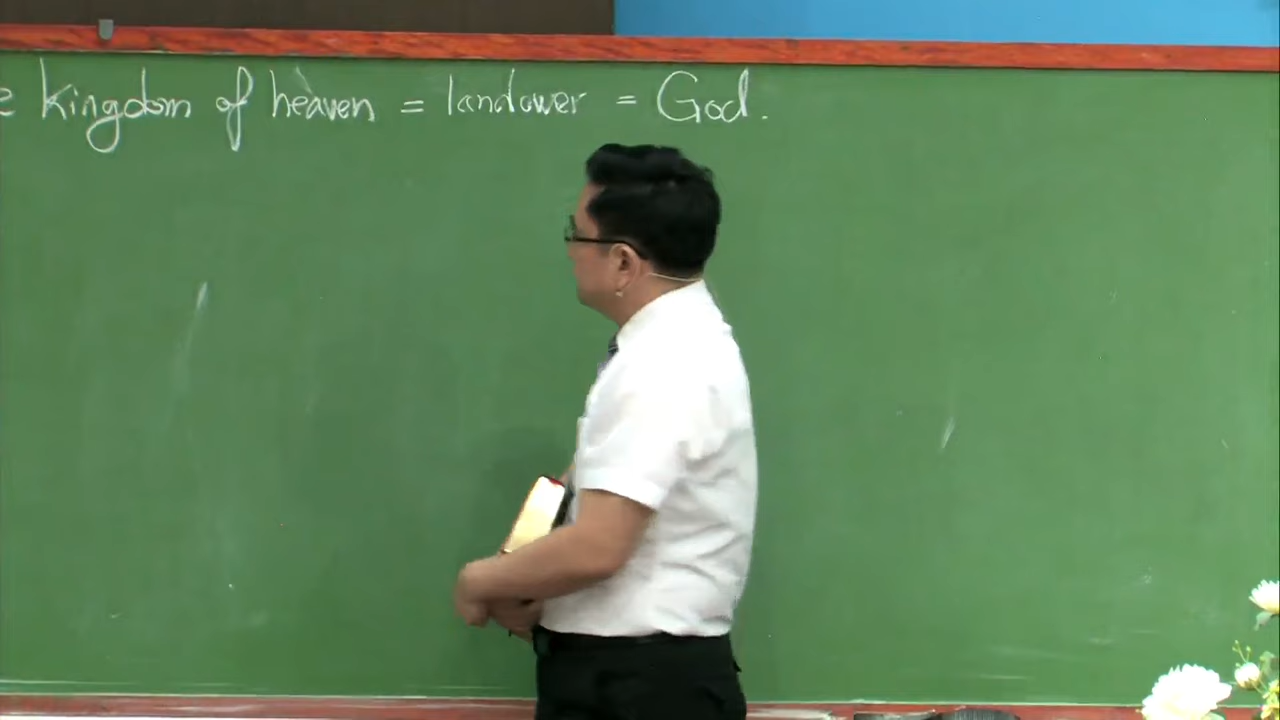 e kingdom of heaven = landower = God.